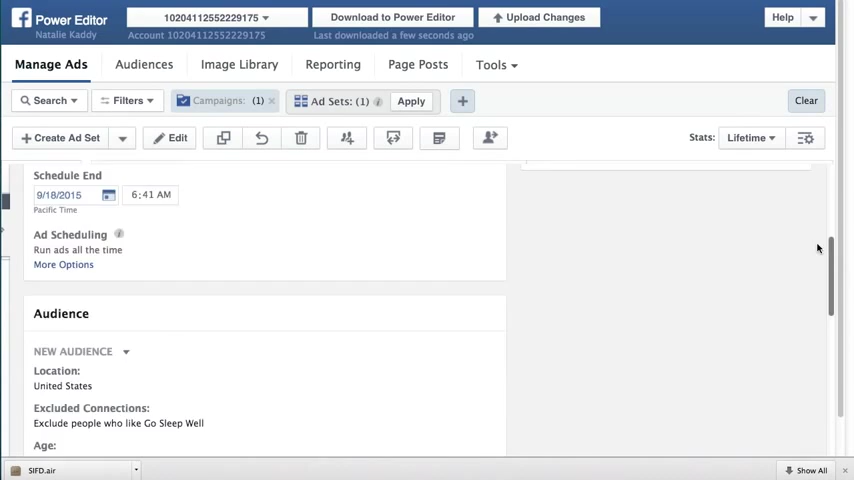 10204112552229175
Download to Power Editor
Upload Changes
Help
Power Editor
Natalie Kaddy
Account 10204112552229175
Last downloaded a few seconds ago
Manage Ads
Audiences
Image Library
Reporting
Page Posts
Tools
Search
Filters
Campaigns: (1)
Ad Sets: (1)
Apply
Clear
Create Ad Set
Edit
Stats:
Lifetime
Schedule End
9/18/2015
6:41 AM
Pacific Time
Ad Scheduling
Run ads all the time
More Options
Audience
NEW AUDIENCE
Location:
United States
Excluded Connections:
Exclude people who like Go Sleep Well
Age:
SIFD.air
Show All